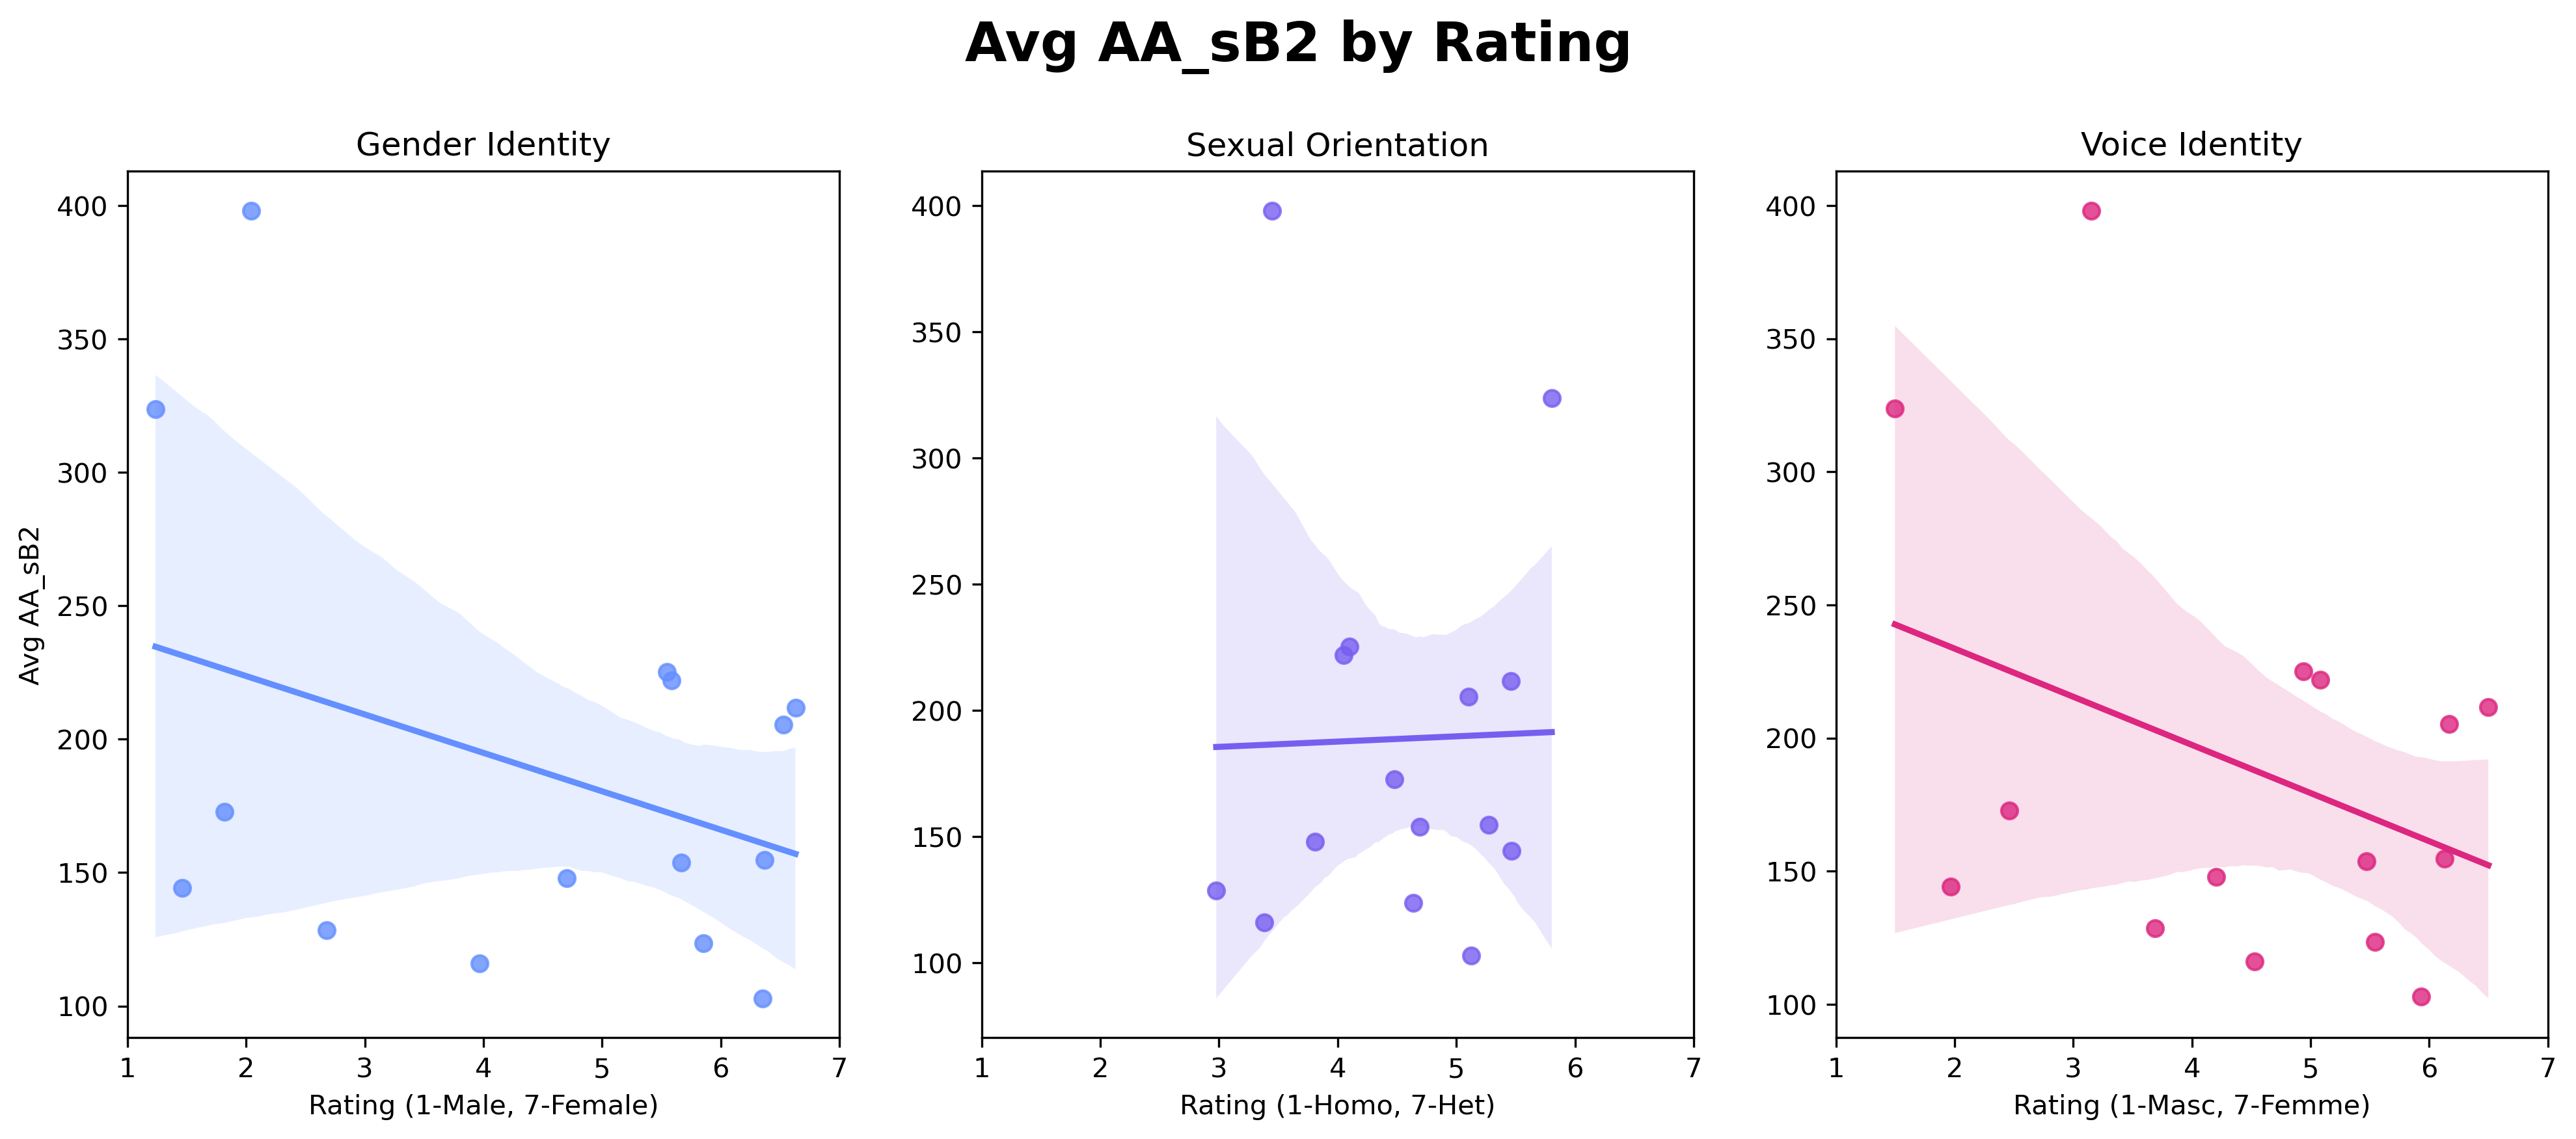 Avg AA_sB2 by Rating
Gender Identity
Avg AA_sB2
400
350
300
250
200
150
100
1 2 3 4 5 6 7
Rating (1-Male, 7-Female)
Sexual Orientation
400
350
300
250
200
150
100
1 2 3 4 5 6 7
Rating (1-Homo, 7-Het)
Voice Identity
400
350
300
250
200
150
100
1 2 3 4 5 6 7
Rating (1-Masc, 7-Femme)